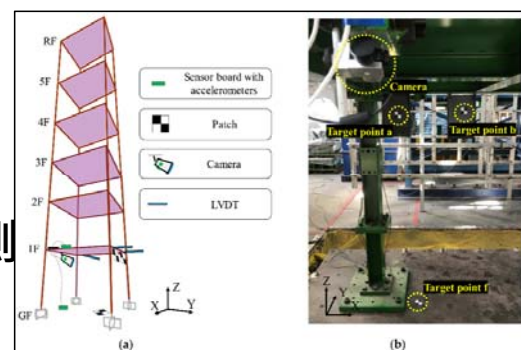 RF
5F
4F
3F
2F
1F
GF
Sensor board with
accelerometers
Patch
Camera
LVDT
Z
X
Y
(a)
Camera
Target point a
Target point b
Target point f
Z
Y
X
(b)